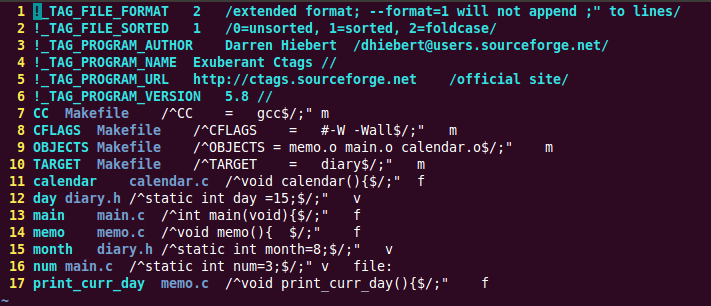 1 !_TAG_FILE_FORMAT 2 /extended format; --format=1 will not append ;" to lines/
2 !_TAG_FILE_SORTED 1 /0=unsorted, 1=sorted, 2=foldcase/
3 !_TAG_PROGRAM_AUTHOR Darren Hiebert /dhiebert@users.sourceforge.net/
4 !_TAG_PROGRAM_NAME Exuberant Ctags //
5 !_TAG_PROGRAM_URL http://ctags.sourceforge.net /official site/
6 !_TAG_PROGRAM_VERSION 5.8 //
7 CC Makefile /^CC = gcc$/;" m
8 CFLAGS Makefile /^CFLAGS = #-W -Wall$/;" m
9 OBJECTS Makefile /^OBJECTS = memo.o main.o calendar.o$/;" m
10 TARGET Makefile /^TARGET = diary$/;" m
11 calendar calendar.c /^void calendar(){$/;" f
12 day diary.h /^static int day =15;$/;" v
13 main main.c /^int main(void){$/;" f
14 memo memo.c /^void memo(){ $/;" f
15 month diary.h /^static int month=8;$/;" v
16 num main.c /^static int num=3;$/;" v file:
17 print_curr_day memo.c /^void print_curr_day(){$/;" f
~